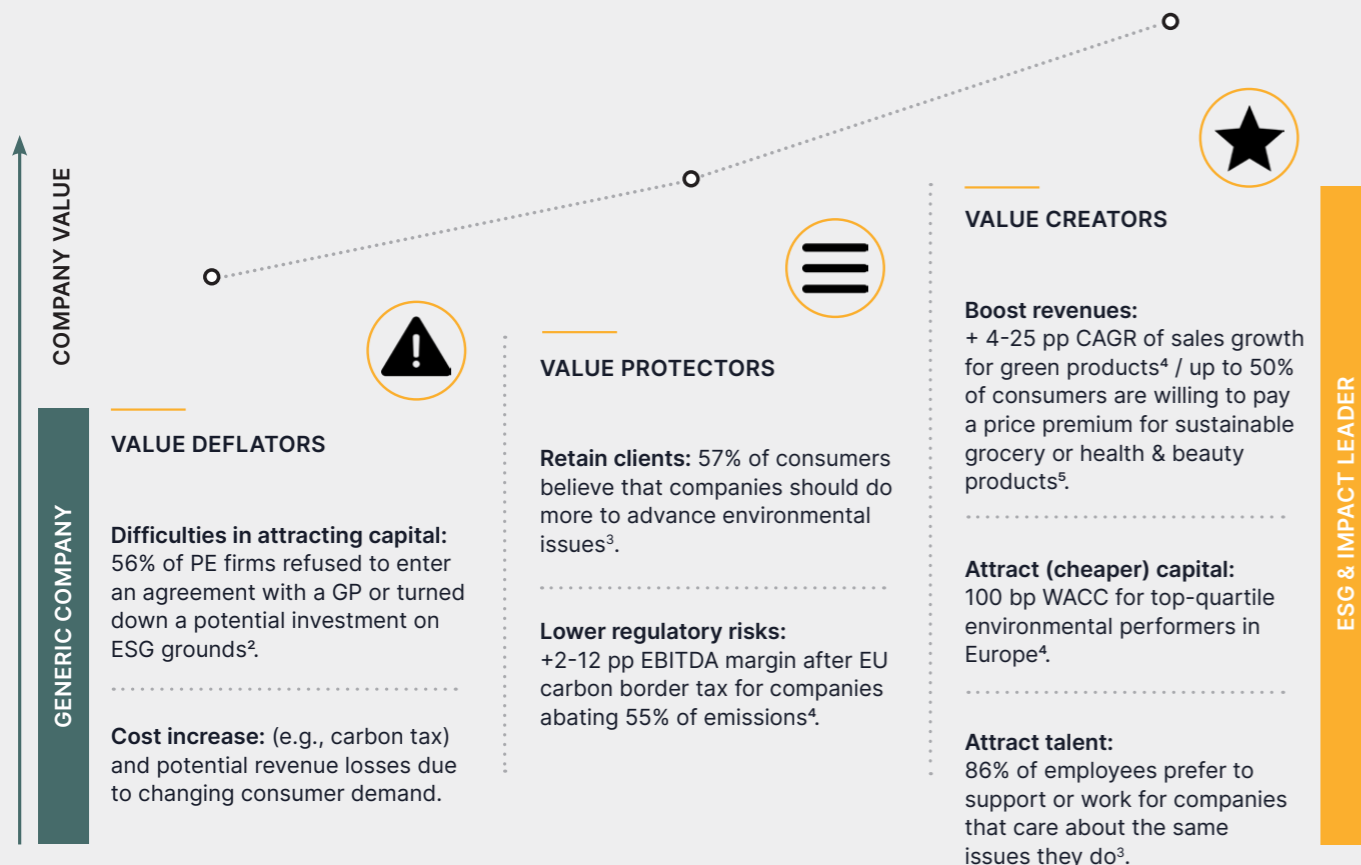 COMPANY VALUE
GENERIC COMPANY
VALUE DEFLATORS
Difficulties in attracting capital:
56% of PE firms refused to enter
an agreement with a GP or turned
down a potential investment on
ESG grounds².
Cost increase: (e.g., carbon tax)
and potential revenue losses due
to changing consumer demand.
VALUE PROTECTORS
Retain clients: 57% of consumers
believe that companies should do
more to advance environmental
issues³.
Lower regulatory risks:
+2-12 pp EBITDA margin after EU
carbon border tax for companies
abating 55% of emissions⁴.
VALUE CREATORS
Boost revenues:
+ 4-25 pp CAGR of sales growth
for green products⁴ / up to 50%
of consumers are willing to pay
a price premium for sustainable
grocery or health & beauty
products⁵.
Attract (cheaper) capital:
100 bp WACC for top-quartile
environmental performers in
Europe⁴.
Attract talent:
86% of employees prefer to
support or work for companies
that care about the same
issues they do³.
ESG & IMPACT LEADER